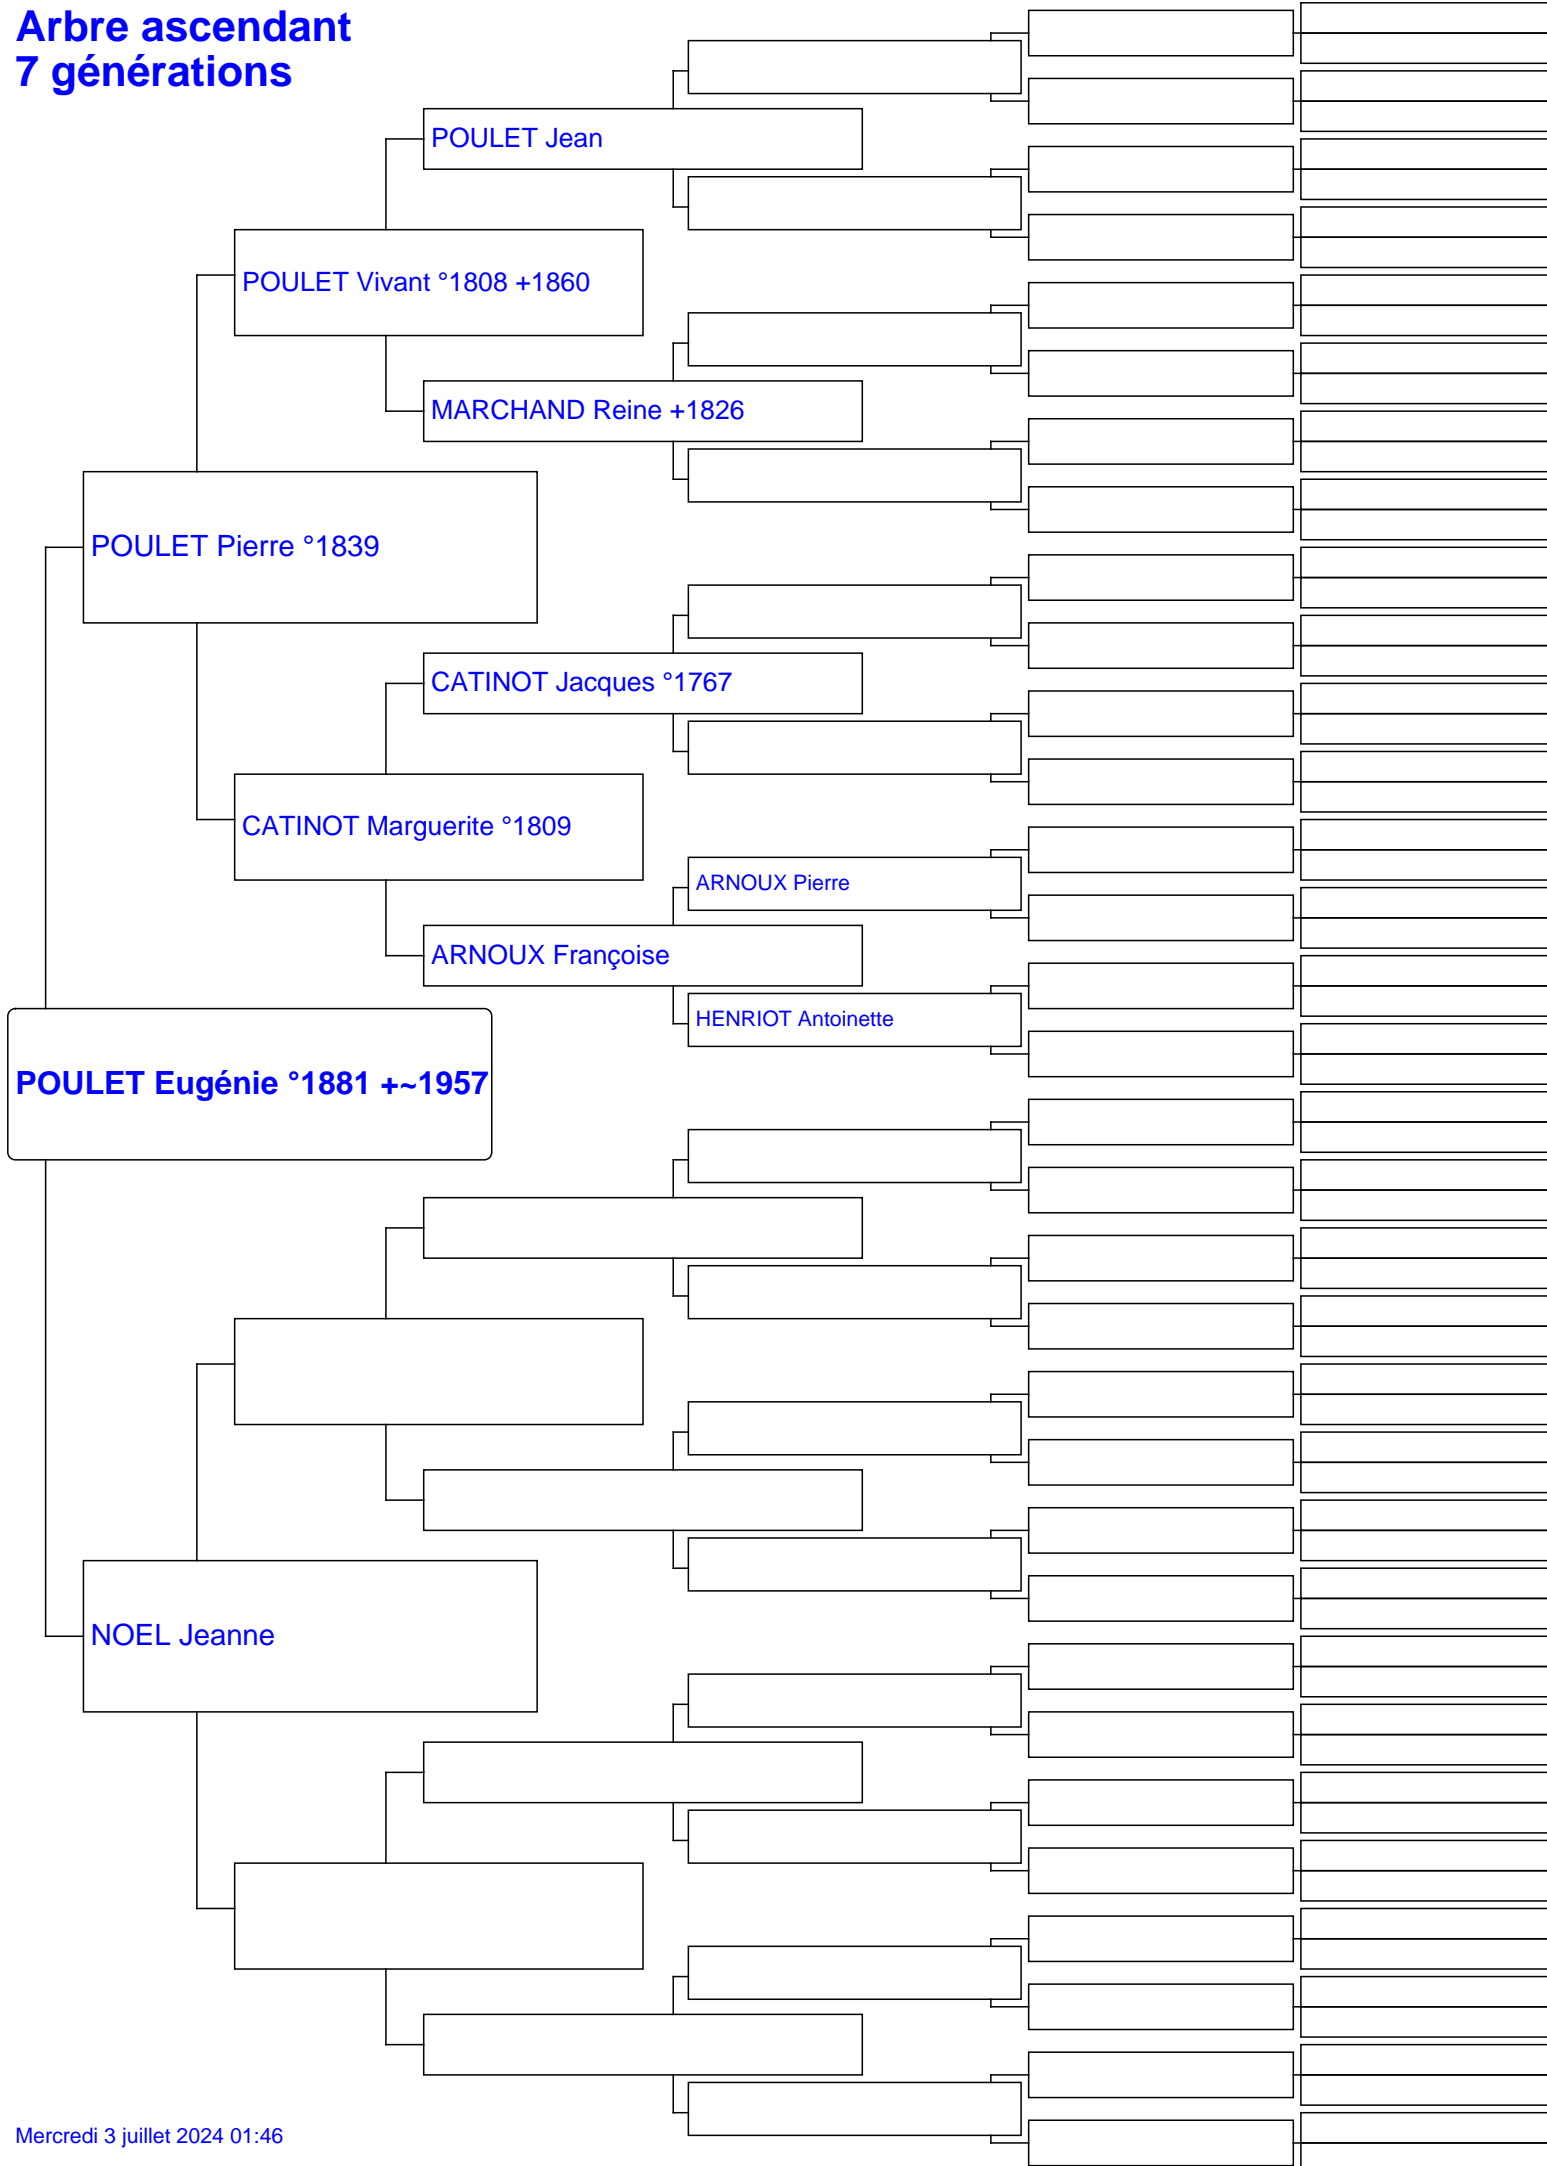 Arbre ascendant
7 générations
POULET Jean
POULET Vivant °1808 +1860
MARCHAND Reine +1826
POULET Pierre °1839
CATINOT Jacques °1767
CATINOT Marguerite °1809
ARNOUX Pierre
ARNOUX Françoise
HENRIOT Antoinette
POULET Eugénie °1881 +~1957
NOEL Jeanne
Mercredi 3 juillet 2024 01:46